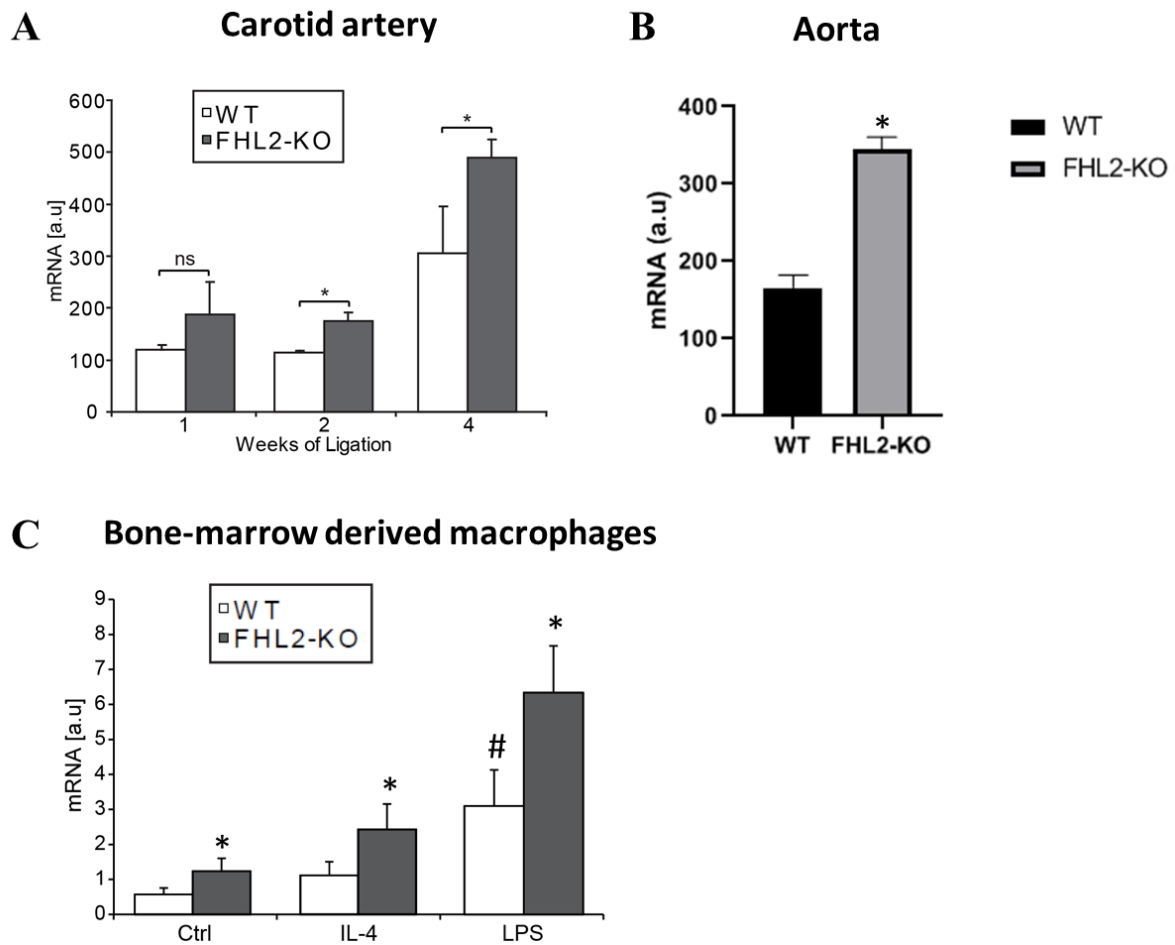 A
Carotid artery
600
500
400
300
200
100
0
mRNA [a.u]
WT
FHL2-KO
ns
*
*
1 2 4
Weeks of Ligation
B
Aorta
400
300
200
100
0
mRNA (a.u)
*
WT FHL2-KO
WT
FHL2-KO
C
Bone-marrow derived macrophages
9
8
7
6
5
4
3
2
1
0
mRNA [a.u]
WT
FHL2-KO
*
*
#
*
Ctrl IL-4 LPS